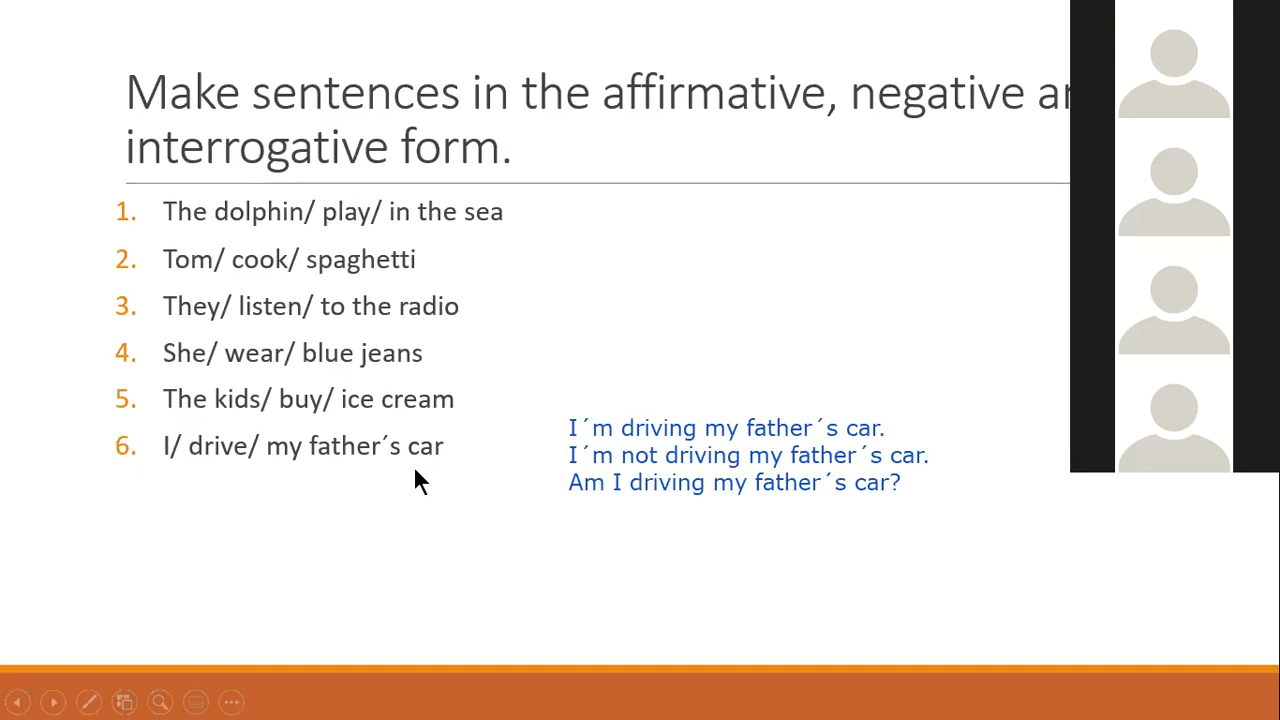 Make sentences in the affirmative, negative
interrogative form.
1. The dolphin/ play/ in the sea
2. Tom/ cook/ spaghetti
3. They/ listen/ to the radio
4. She/ wear/ blue jeans
5. The kids/ buy/ ice cream
6. I/ drive/ my father´s car
I´m driving my father´s car.
I´m not driving my father´s car.
Am I driving my father´s car?